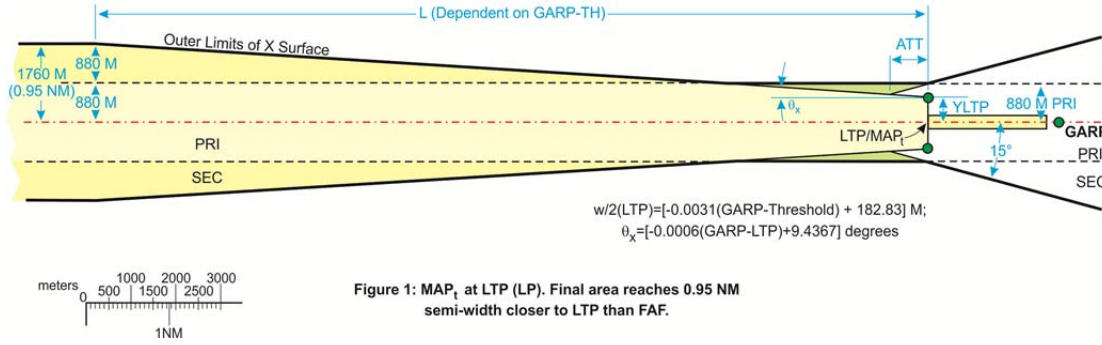 L (Dependent on GARP-TH)
Outer Limits of X Surface
ATT
880 M
1760 M
(0.95 NM)
880 M
θx
YLTP
880 M PRI
GARP
LTP/MAPt
PRI
PRI
15°
SEC
SEC
w/2(LTP)=[-0.0031(GARP-Threshold) + 182.83] M;
θx=[-0.0006(GARP-LTP)+9.4367] degrees
meters
0 500 1000 1500 2000 2500 3000
1NM
Figure 1: MAPt at LTP (LP). Final area reaches 0.95 NM
semi-width closer to LTP than FAF.